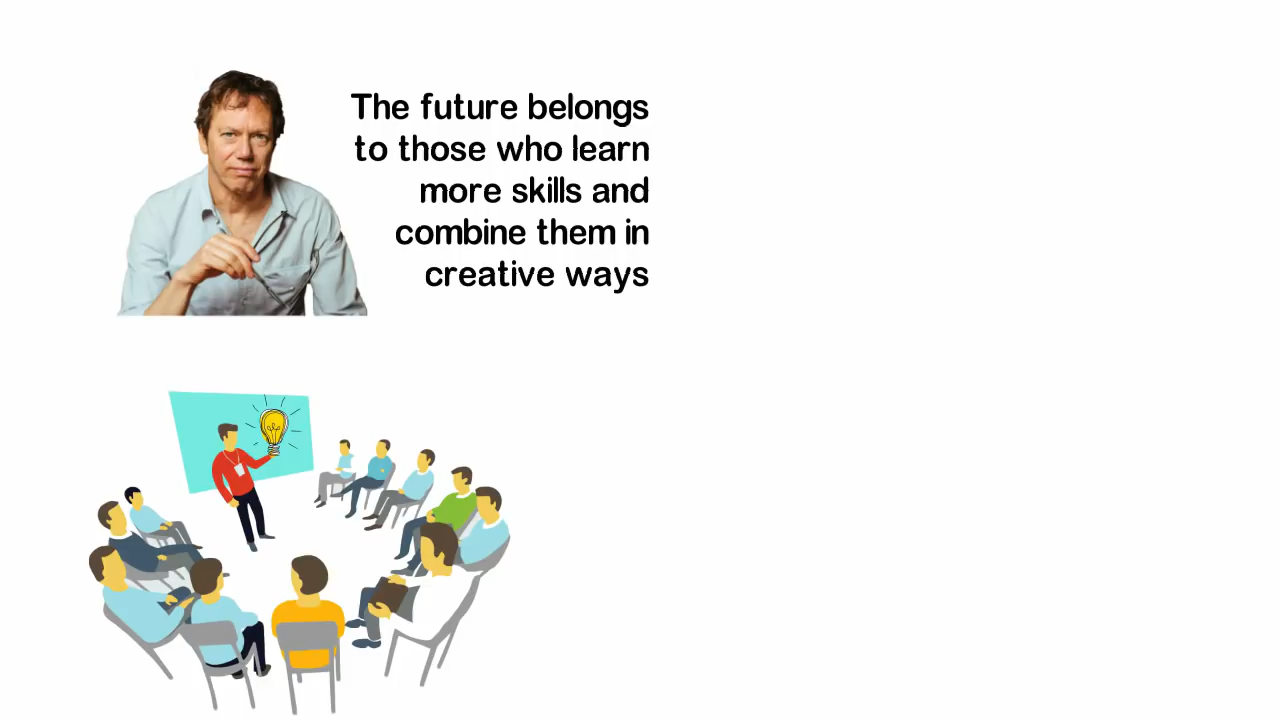 The future belongs
to those who learn
more skills and
combine them in
creative ways